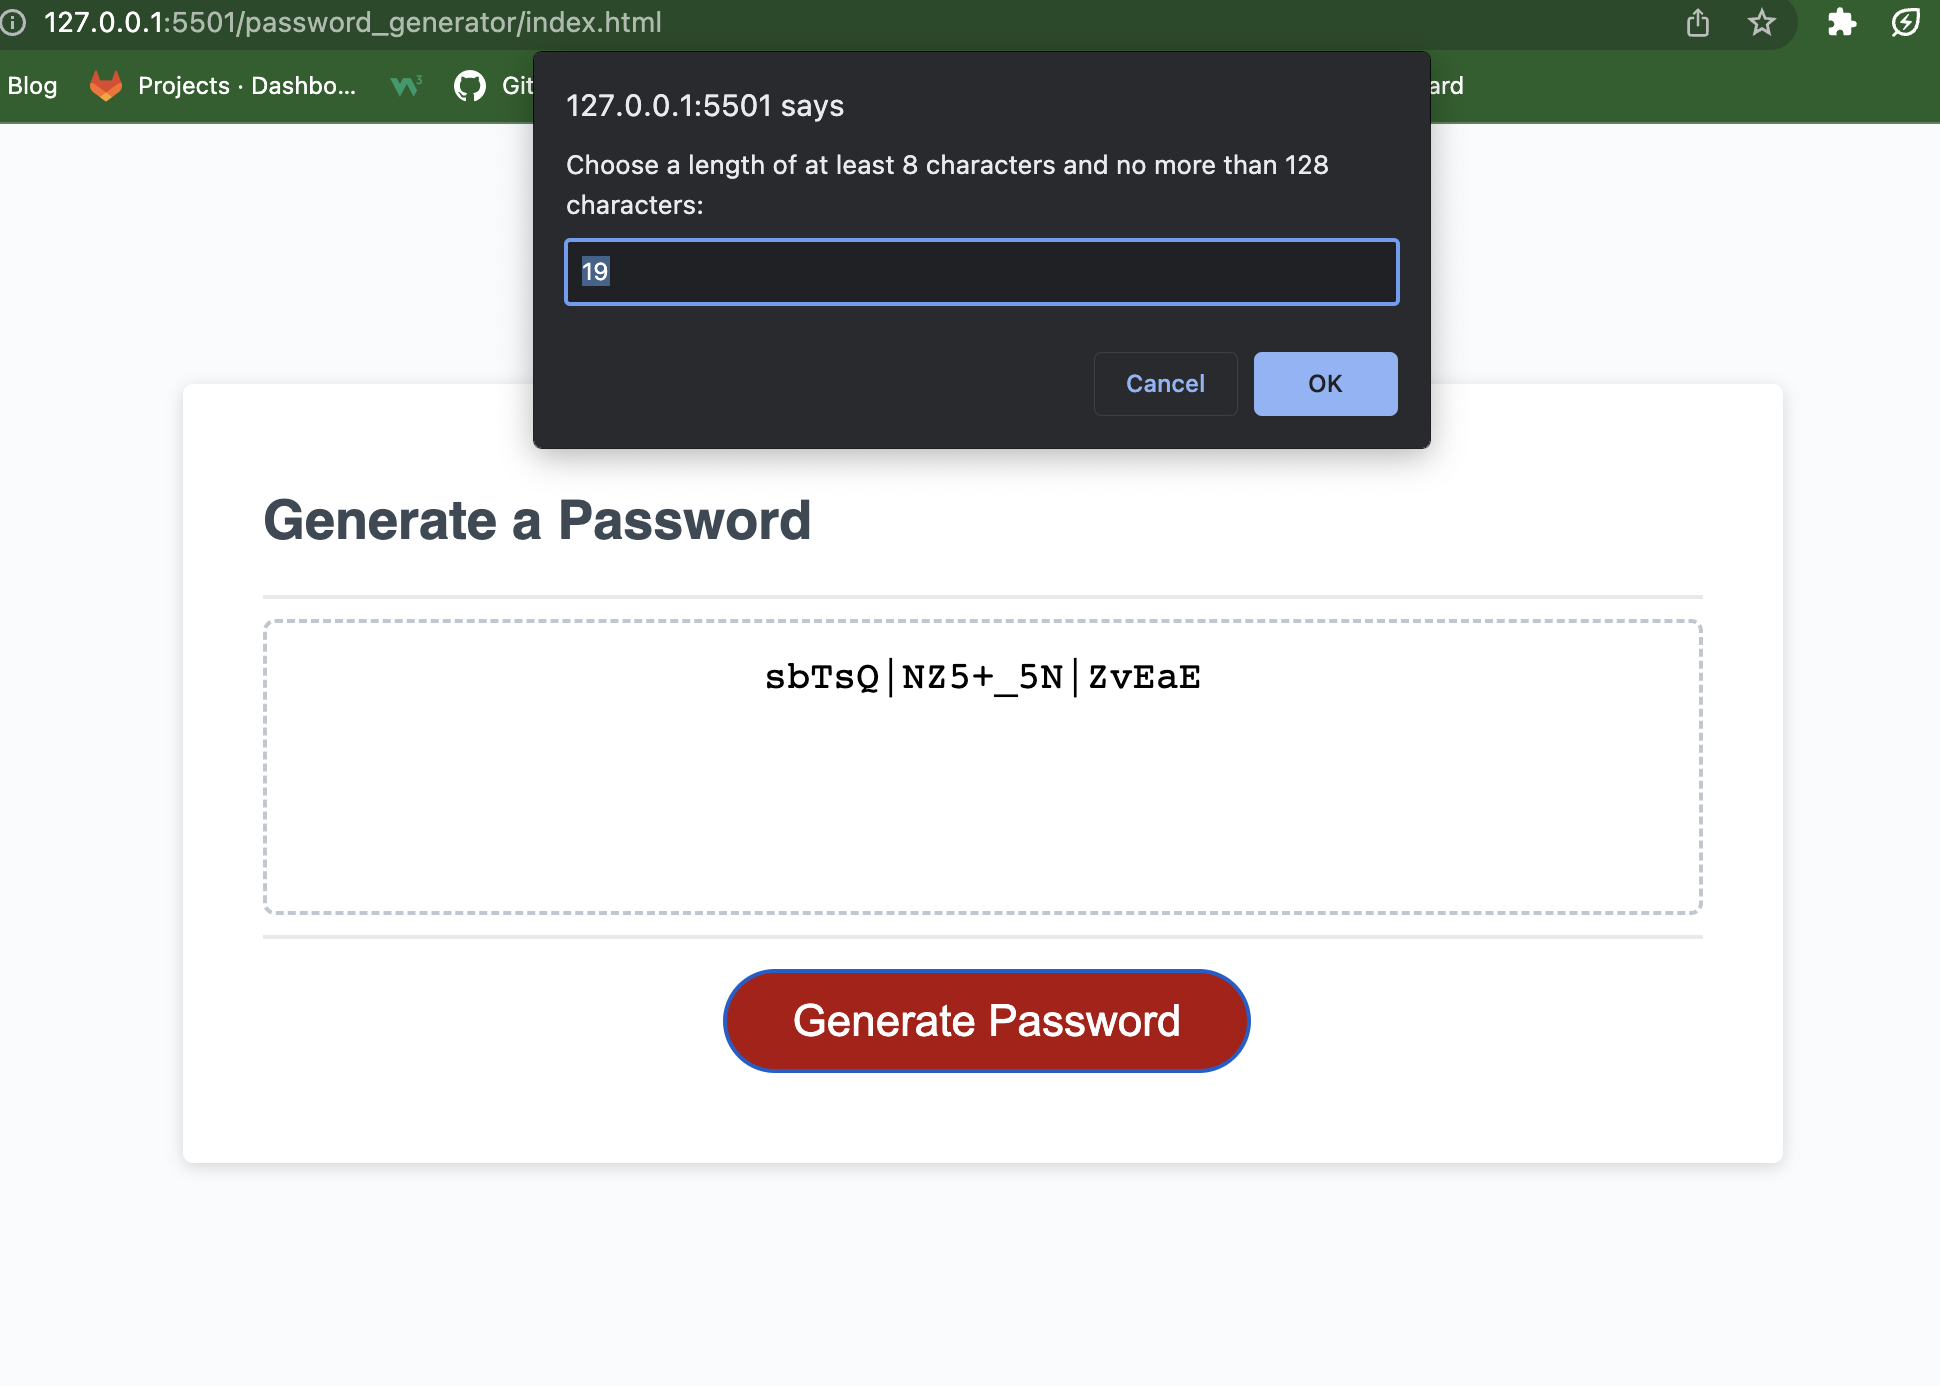 127.0.0.1:5501/password_generator/index.html
Blog Projects · Dashbo... W3 Git ard
127.0.0.1:5501 says
Choose a length of at least 8 characters and no more than 128
characters:
19
Cancel OK
Generate a Password
sbTsQ|NZ5+_5N|ZvEaE
Generate Password